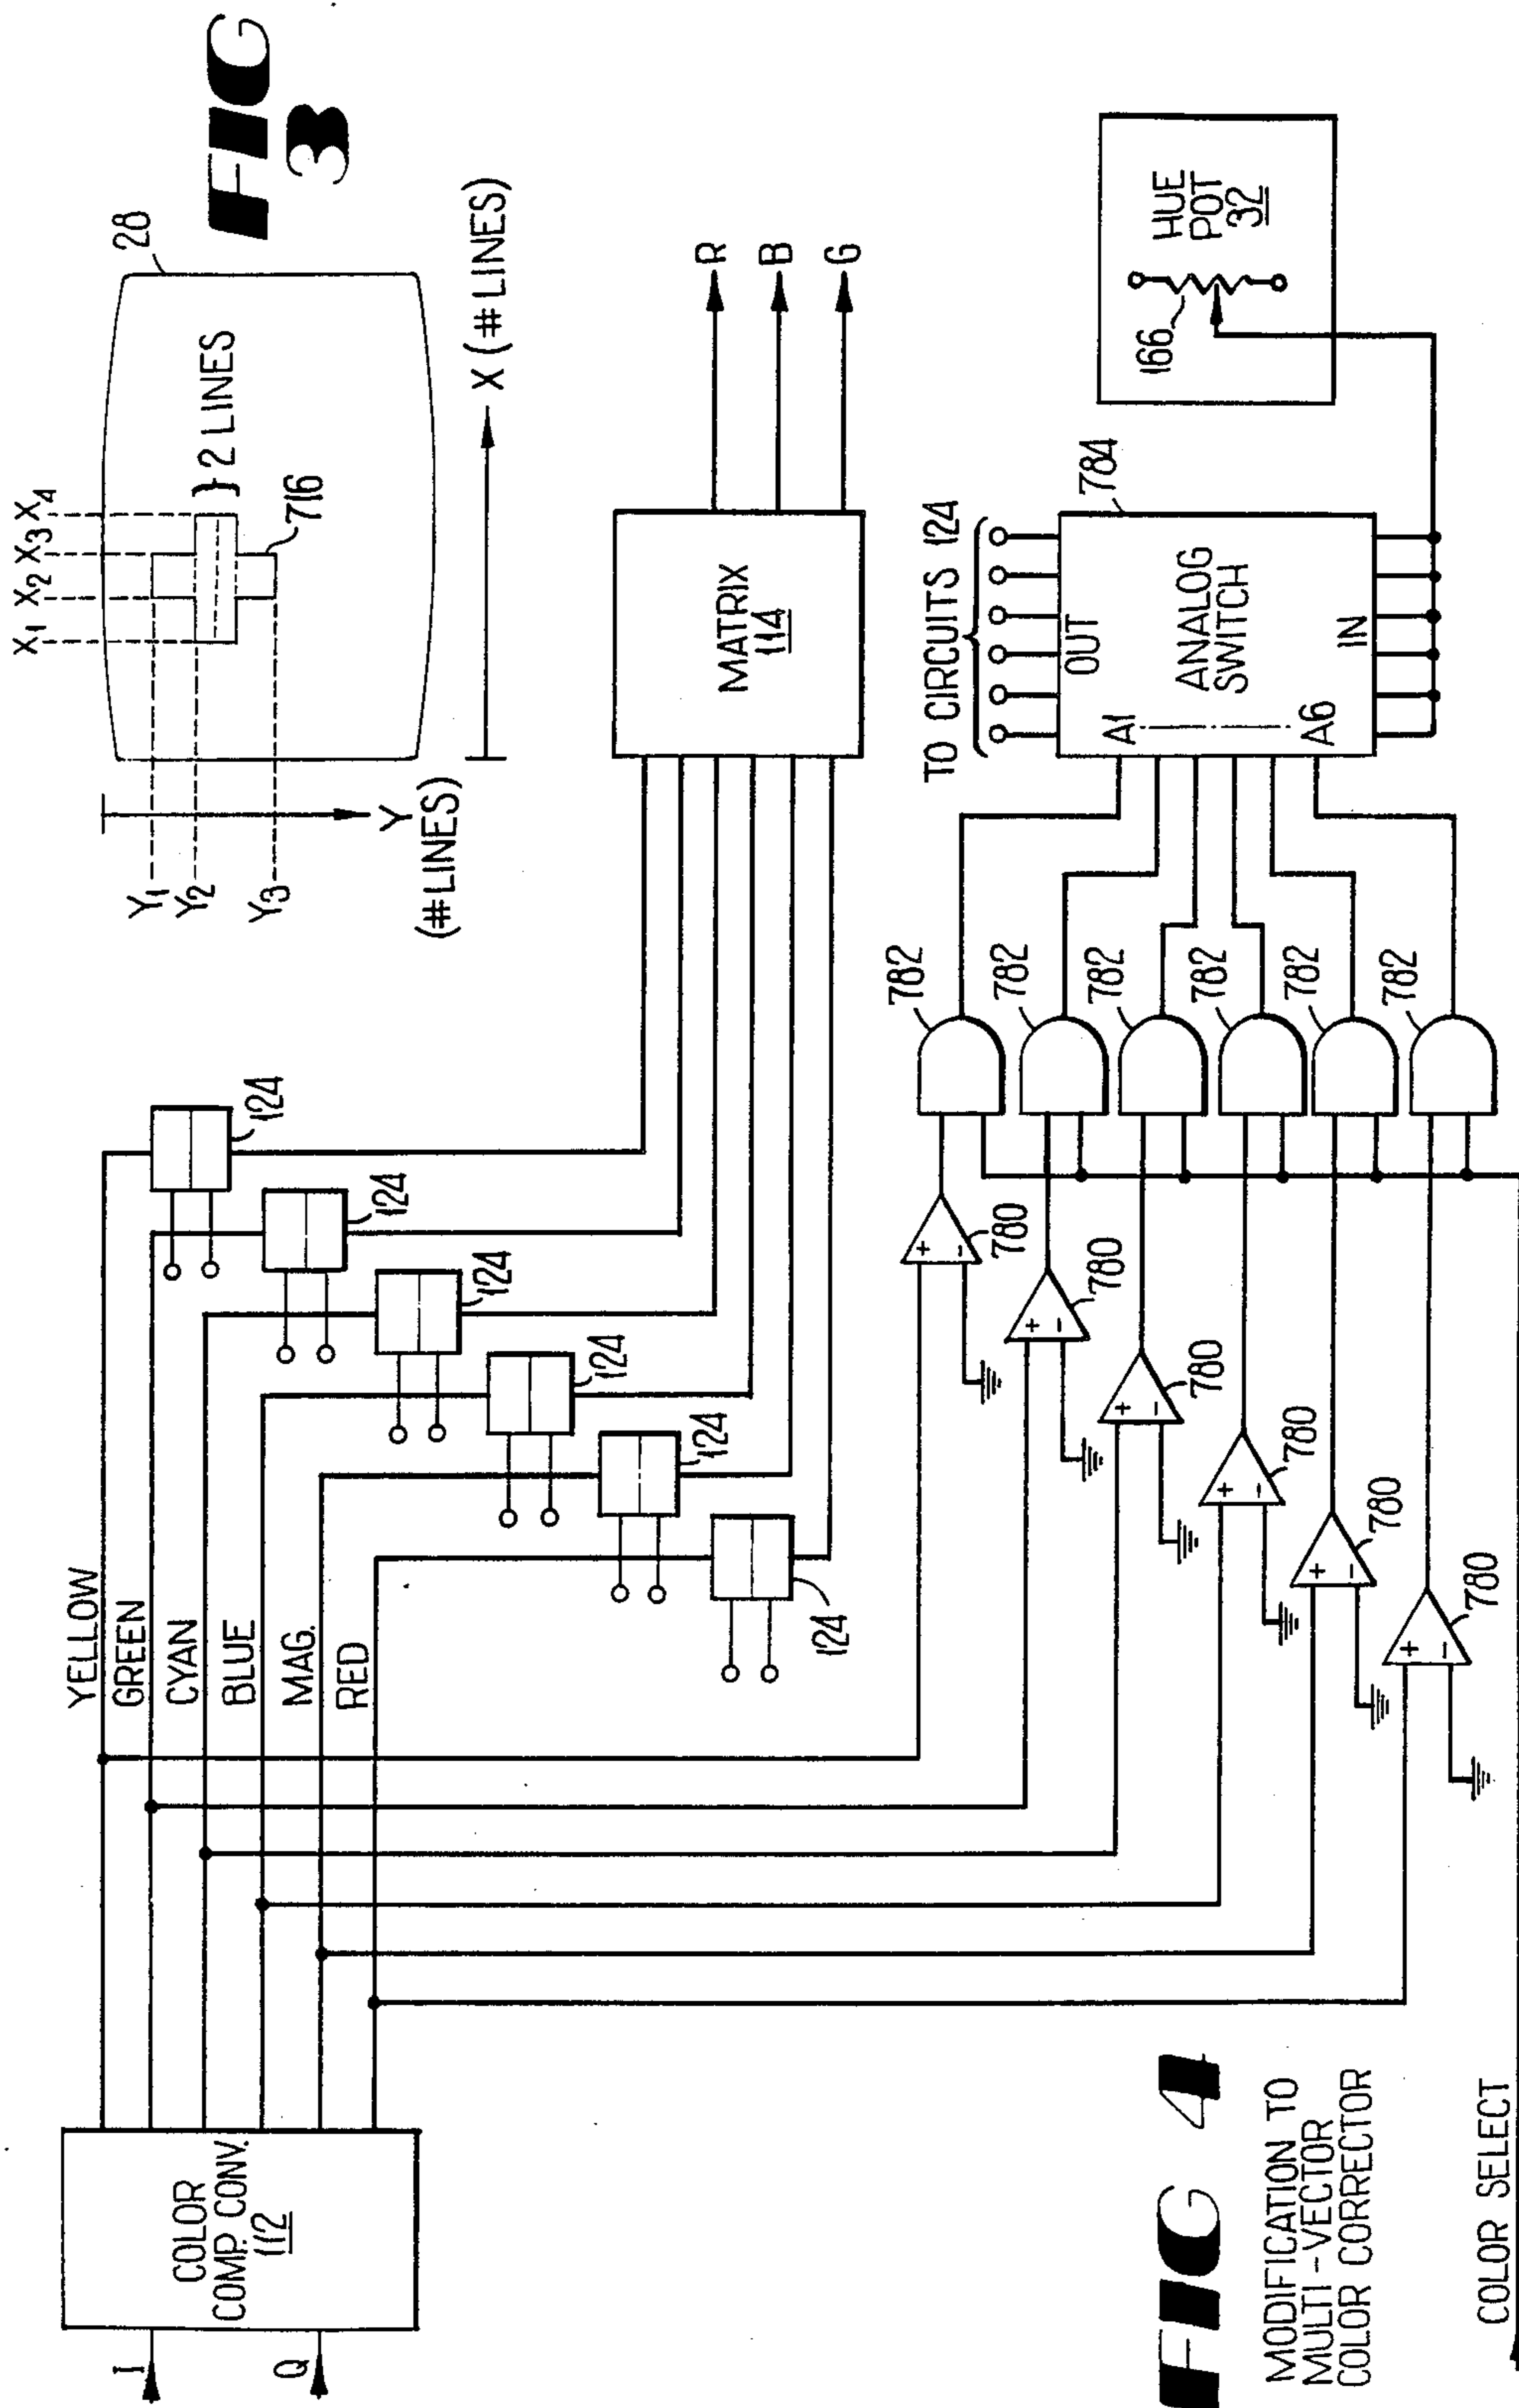 FIG
3
28
X1 X2 X3 X4
} 2 LINES
716
Y1
Y2
Y3
Y
(# LINES)
X (# LINES)
I
Q
COLOR
COMP. CONV.
112
YELLOW
GREEN
CYAN
BLUE
MAG.
RED
124
124
124
124
124
124
MATRIX
114
R
B
G
+
-
780
+
-
780
+
-
780
+
-
780
+
-
780
+
-
780
782
782
782
782
782
782
TO CIRCUITS 124
OUT
A1
A6
ANALOG
SWITCH
IN
784
166
HUE
POT
32
FIG 4
MODIFICATION TO
MULTI-VECTOR
COLOR CORRECTOR
COLOR SELECT